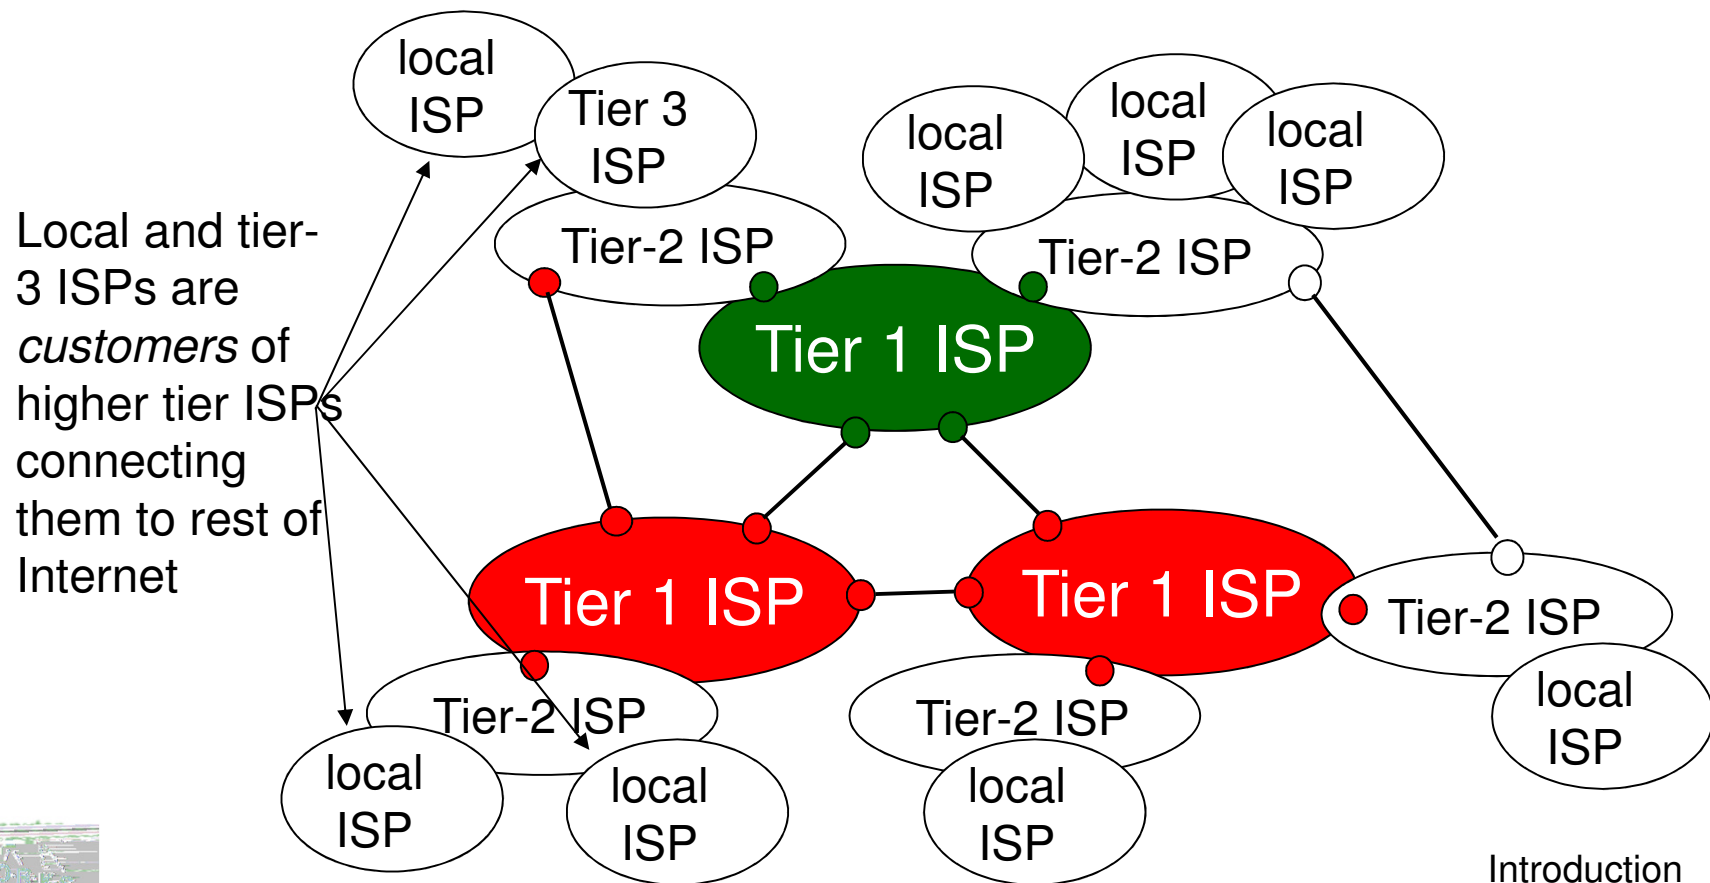 local
ISP
Tier 3
ISP
local
ISP
local
ISP
local
ISP
Local and tier-
3 ISPs are
customers of
higher tier ISPs
connecting
them to rest of
Internet
Tier-2 ISP
Tier-2 ISP
Tier 1 ISP
Tier 1 ISP
Tier 1 ISP
Tier-2 ISP
Tier-2 ISP
Tier-2 ISP
local
ISP
local
ISP
local
ISP
local
ISP
Introduction